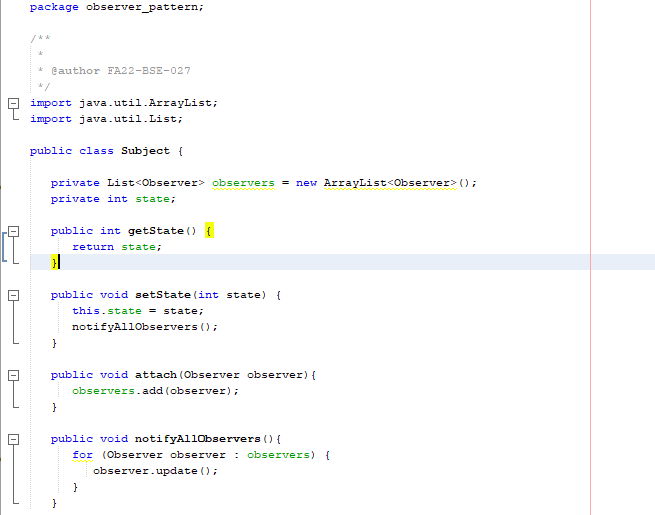 package observer_pattern;
/**
 *
 * @author FA22-BSE-027
 */
import java.util.ArrayList;
import java.util.List;
public class Subject {
private List<Observer> observers = new ArrayList<Observer>();
private int state;
public int getState() {
return state;
}
public void setState(int state) {
this.state = state;
notifyAllObservers();
}
public void attach(Observer observer){
observers.add(observer);
}
public void notifyAllObservers(){
for (Observer observer : observers) {
observer.update();
}
}